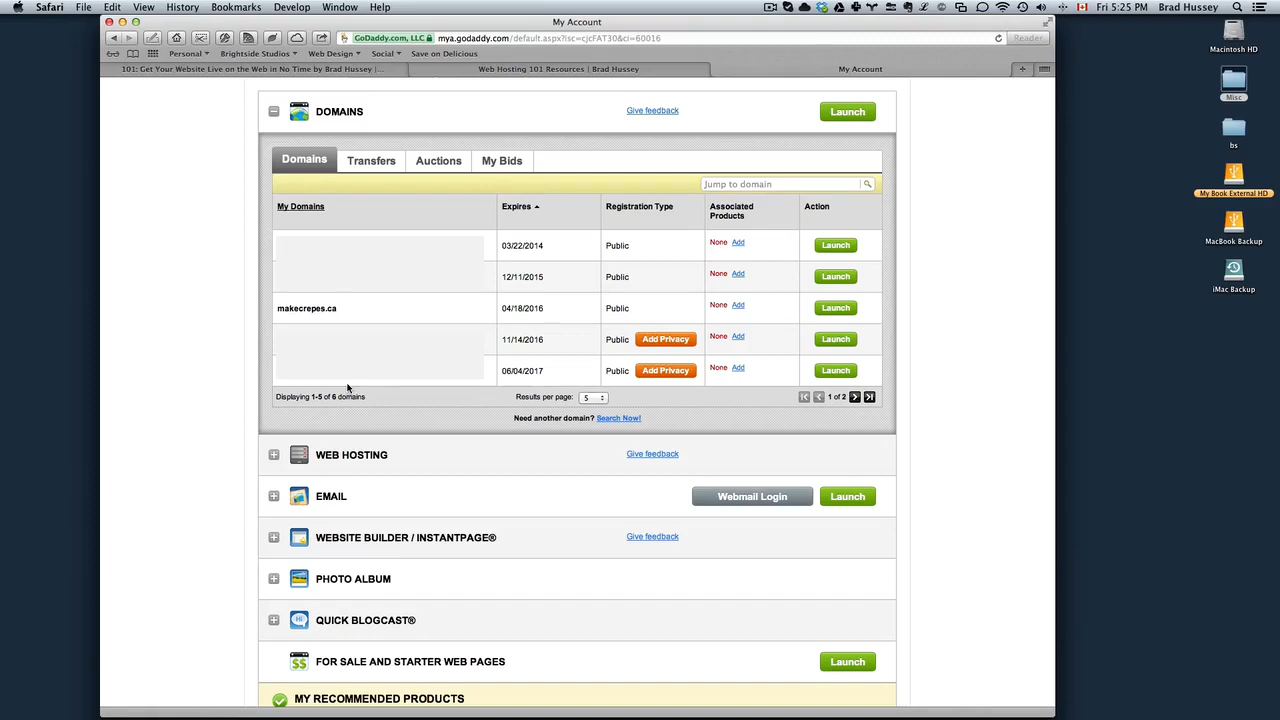 Safari File Edit View History Bookmarks Develop Window Help
Fri 5:25 PM Brad Hussey
My Account
GoDaddy.com, LLC mya.godaddy.com/default.aspx?isc=cjcFAT30&ci=60016
Reader
Personal Brightside Studios Web Design Social Save on Delicious
101: Get Your Website Live on the Web in No Time by Brad Hussey |...
Web Hosting 101 Resources | Brad Hussey
My Account
Macintosh HD
Misc
bs
My Book External HD
MacBook Backup
iMac Backup
DOMAINS Give feedback Launch
Domains Transfers Auctions My Bids
Jump to domain
My Domains Expires Registration Type Associated Products Action
03/22/2014 Public None Add Launch
12/11/2015 Public None Add Launch
makecrepes.ca 04/18/2016 Public None Add Launch
11/14/2016 Public Add Privacy None Add Launch
06/04/2017 Public Add Privacy None Add Launch
Displaying 1-5 of 6 domains Results per page: 5 1 of 2
Need another domain? Search Now!
WEB HOSTING Give feedback
EMAIL Webmail Login Launch
WEBSITE BUILDER / INSTANTPAGE® Give feedback
PHOTO ALBUM
Hi QUICK BLOGCAST®
$$ FOR SALE AND STARTER WEB PAGES Launch
MY RECOMMENDED PRODUCTS